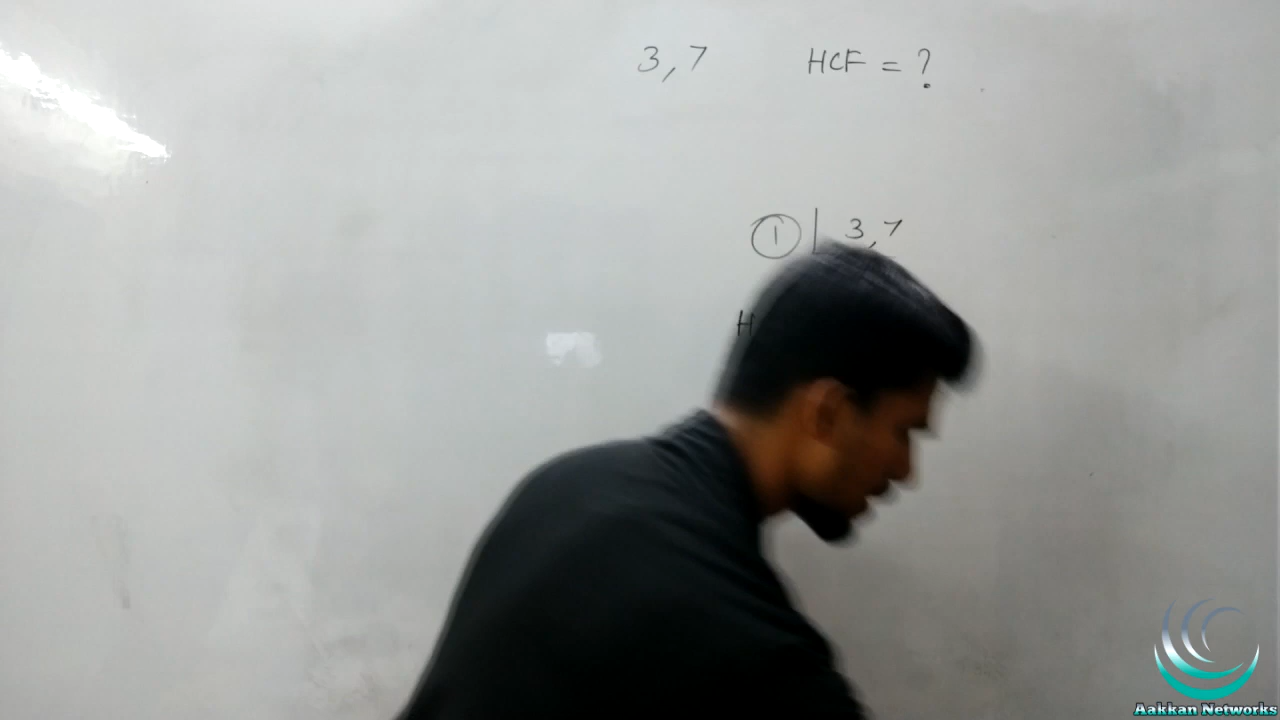 3, 7 HCF = ?
1 | 3, 7
H
Aakkan Networks